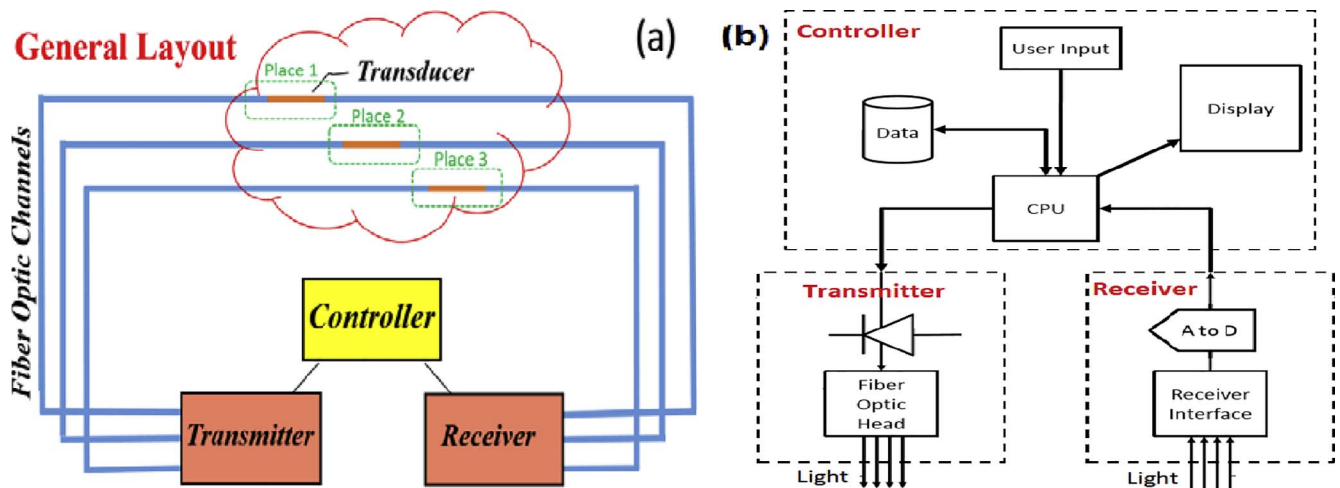 General Layout
(a)
Place 1
Transducer
Place 2
Place 3
Fiber Optic Channels
Controller
Transmitter
Receiver
(b)
Controller
User Input
Data
Display
CPU
Transmitter
Fiber
Optic
Head
Light
Receiver
A to D
Receiver
Interface
Light